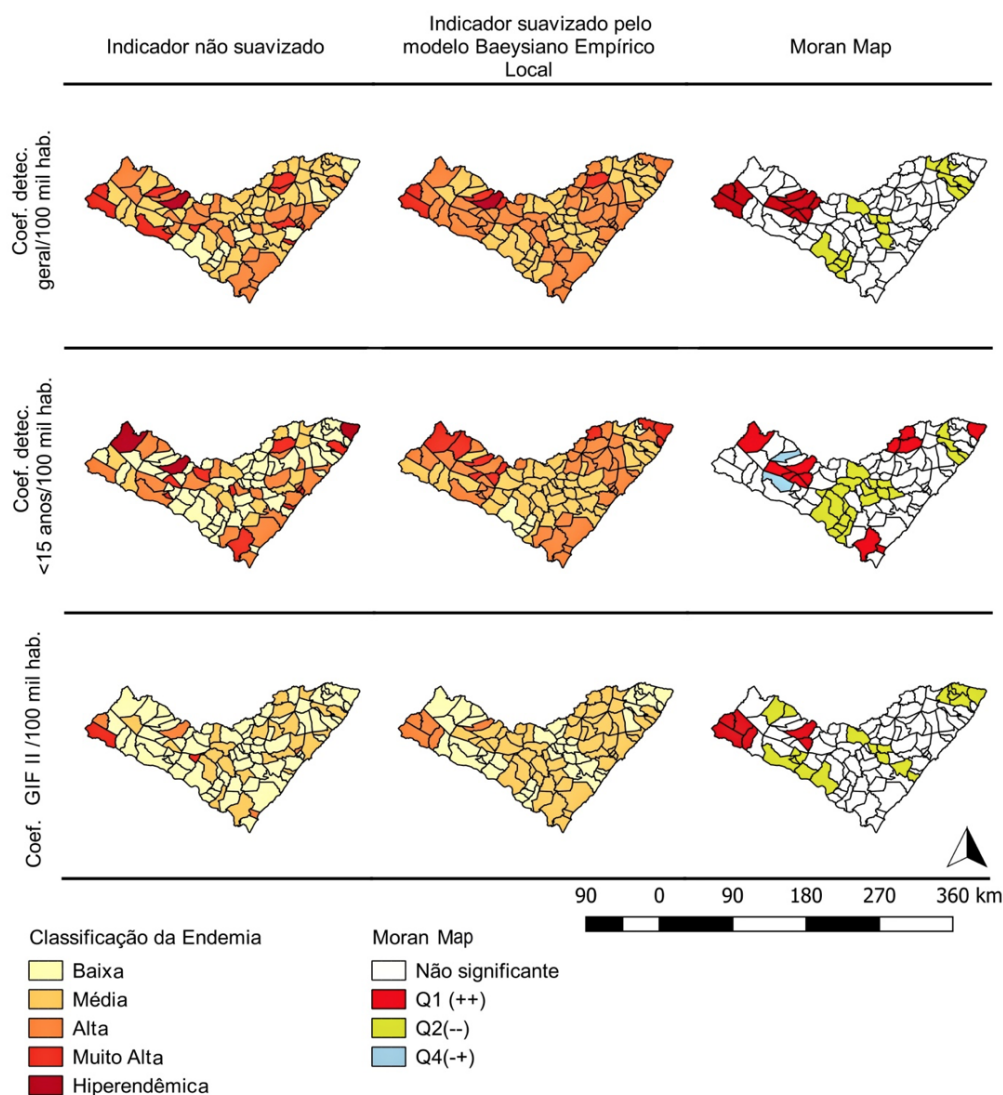 Indicador não suavizado
Indicador suavizado pelo
modelo Baeysiano Empírico
Local
Moran Map
Coef. detec.
geral/100 mil hab.
Coef. detec.
<15 anos/100 mil hab.
Coef. GIF II /100 mil hab.
90 0 90 180 270 360 km
Classificação da Endemia
Baixa
Média
Alta
Muito Alta
Hiperendêmica
Moran Map
Não significante
Q1 (++)
Q2(--)
Q4(-+)